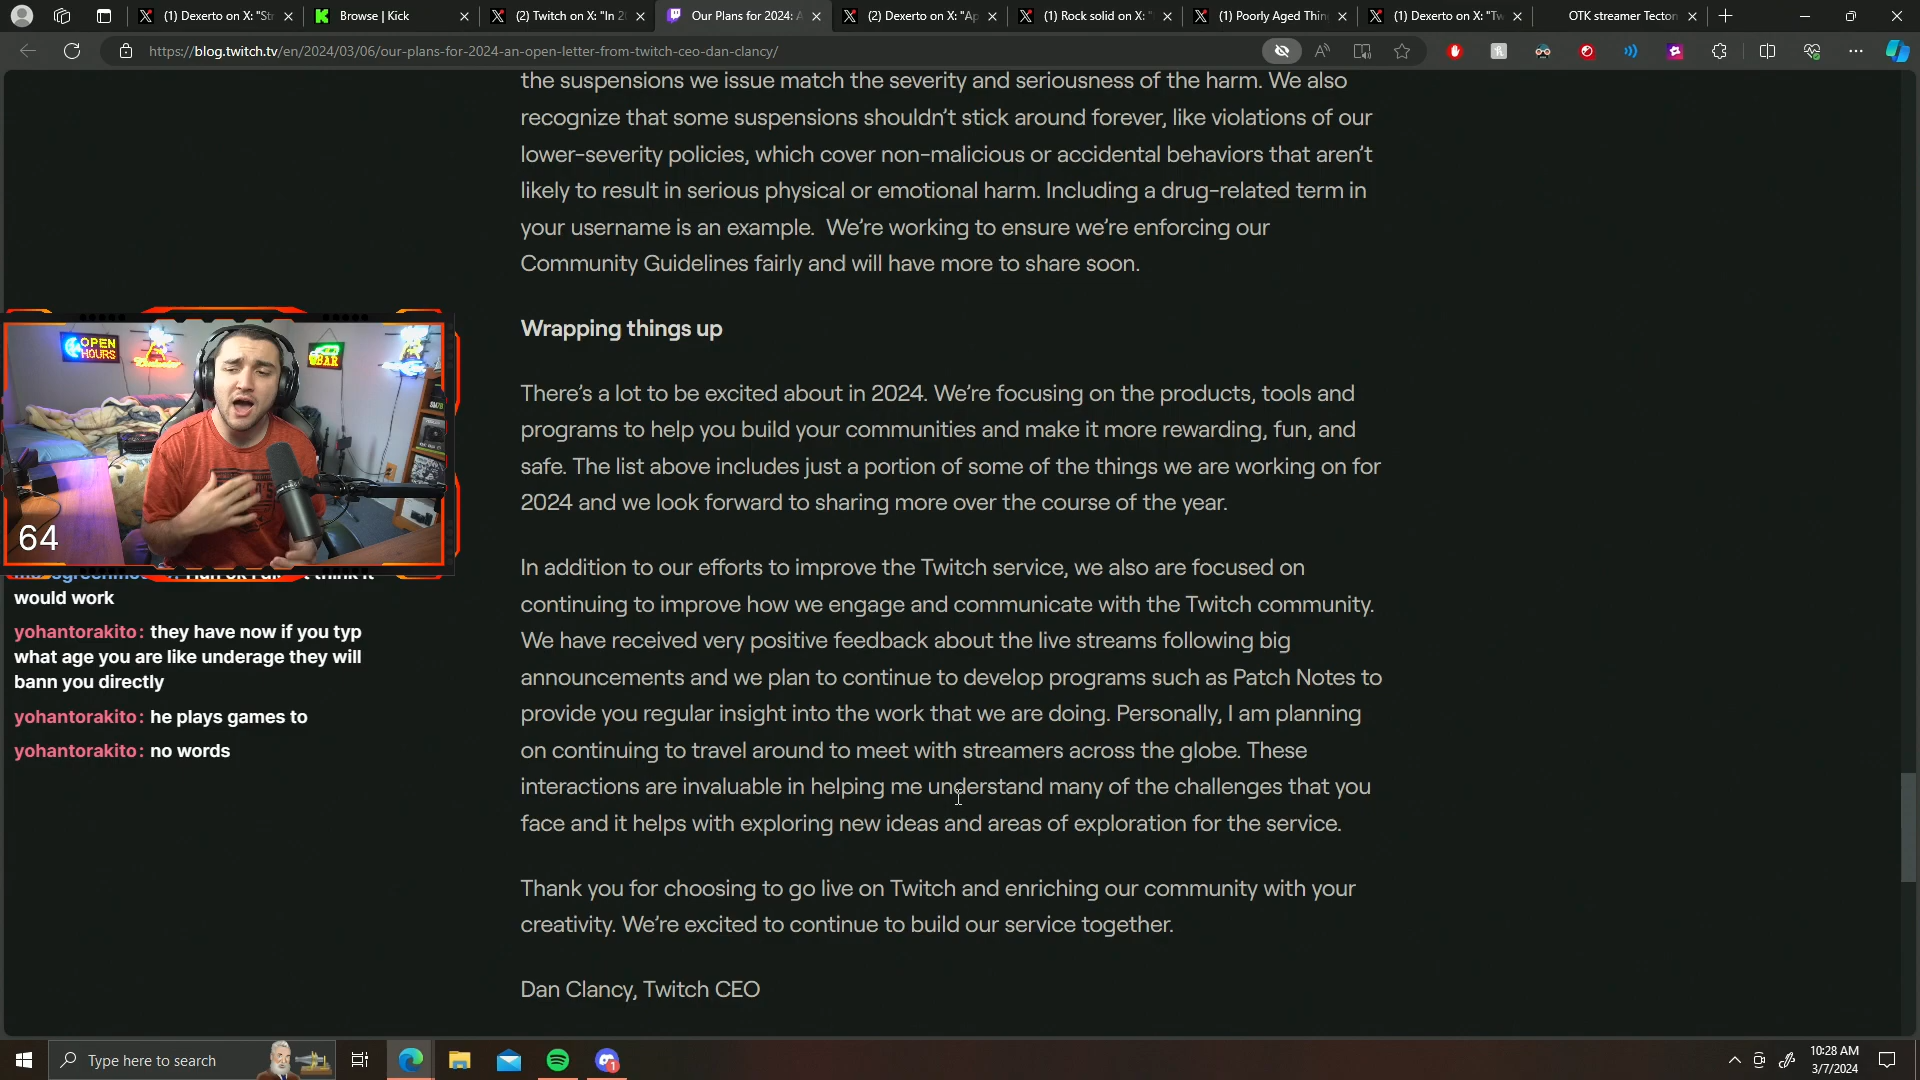 (1) Dexerto on X: "Str
Browse | Kick
(2) Twitch on X: "In 2
Our Plans for 2024: A
(2) Dexerto on X: "Ap
(1) Rock solid on X: "
(1) Poorly Aged Thin
(1) Dexerto on X: "Tw
OTK streamer Tecton
https://blog.twitch.tv/en/2024/03/06/our-plans-for-2024-an-open-letter-from-twitch-ceo-dan-clancy/
the suspensions we issue match the severity and seriousness of the harm. We also
recognize that some suspensions shouldn't stick around forever, like violations of our
lower-severity policies, which cover non-malicious or accidental behaviors that aren't
likely to result in serious physical or emotional harm. Including a drug-related term in
your username is an example.  We're working to ensure we're enforcing our
Community Guidelines fairly and will have more to share soon.
Wrapping things up
There's a lot to be excited about in 2024. We're focusing on the products, tools and
programs to help you build your communities and make it more rewarding, fun, and
safe. The list above includes just a portion of some of the things we are working on for
2024 and we look forward to sharing more over the course of the year.
In addition to our efforts to improve the Twitch service, we also are focused on
continuing to improve how we engage and communicate with the Twitch community.
We have received very positive feedback about the live streams following big
announcements and we plan to continue to develop programs such as Patch Notes to
provide you regular insight into the work that we are doing. Personally, I am planning
on continuing to travel around to meet with streamers across the globe. These
interactions are invaluable in helping me understand many of the challenges that you
face and it helps with exploring new ideas and areas of exploration for the service.
Thank you for choosing to go live on Twitch and enriching our community with your
creativity. We're excited to continue to build our service together.
Dan Clancy, Twitch CEO
OPEN
HOURS
BAR
64
would work
yohantorakito: they have now if you typ
what age you are like underage they will
bann you directly
yohantorakito: he plays games to
yohantorakito: no words
Type here to search
1
10:28 AM
3/7/2024